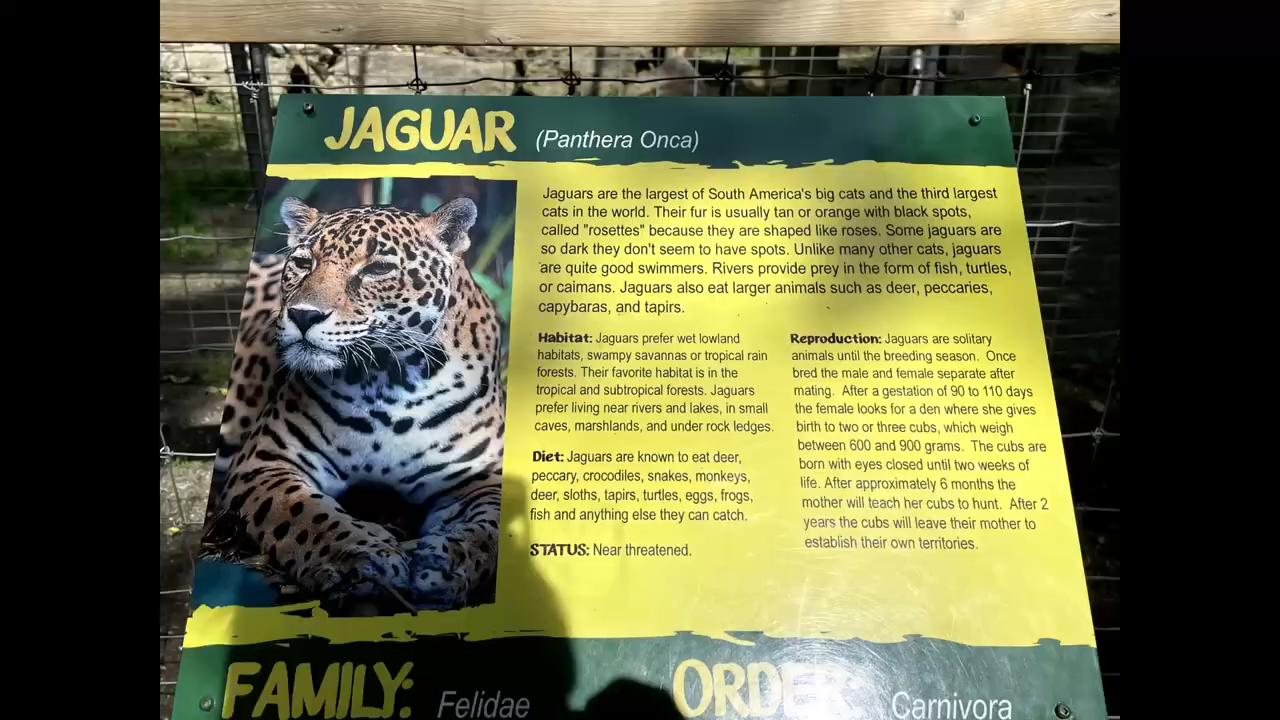 JAGUAR (Panthera Onca)
Jaguars are the largest of South America's big cats and the third largest
cats in the world. Their fur is usually tan or orange with black spots,
called "rosettes" because they are shaped like roses. Some jaguars are
so dark they don't seem to have spots. Unlike many other cats, jaguars
are quite good swimmers. Rivers provide prey in the form of fish, turtles,
or caimans. Jaguars also eat larger animals such as deer, peccaries,
capybaras, and tapirs.
Habitat: Jaguars prefer wet lowland
habitats, swampy savannas or tropical rain
forests. Their favorite habitat is in the
tropical and subtropical forests. Jaguars
prefer living near rivers and lakes, in small
caves, marshlands, and under rock ledges.
Diet: Jaguars are known to eat deer,
peccary, crocodiles, snakes, monkeys,
deer, sloths, tapirs, turtles, eggs, frogs,
fish and anything else they can catch.
STATUS: Near threatened.
Reproduction: Jaguars are solitary
animals until the breeding season. Once
bred the male and female separate after
mating. After a gestation of 90 to 110 days
the female looks for a den where she gives
birth to two or three cubs, which weigh
between 600 and 900 grams. The cubs are
born with eyes closed until two weeks of
life. After approximately 6 months the
mother will teach her cubs to hunt. After 2
years the cubs will leave their mother to
establish their own territories.
FAMILY: Felidae
ORDER: Carnivora